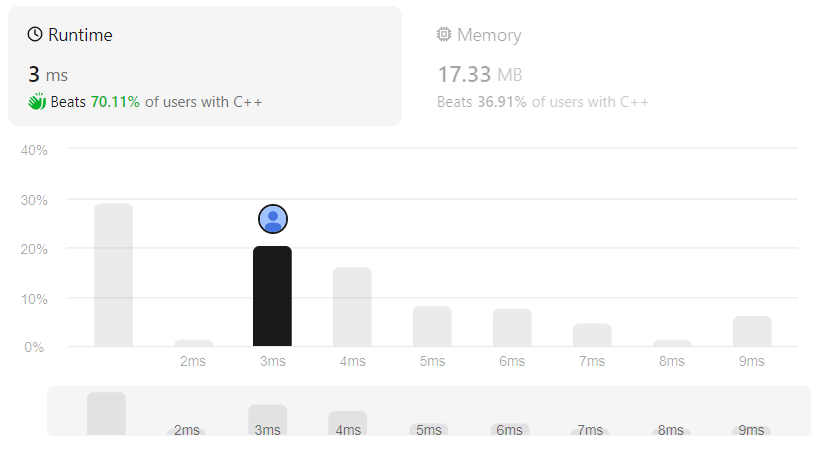 Runtime
3 ms
Beats 70.11% of users with C++
Memory
17.33 MB
Beats 36.91% of users with C++
40%
30%
20%
10%
0%
2ms 3ms 4ms 5ms 6ms 7ms 8ms 9ms
2ms 3ms 4ms 5ms 6ms 7ms 8ms 9ms